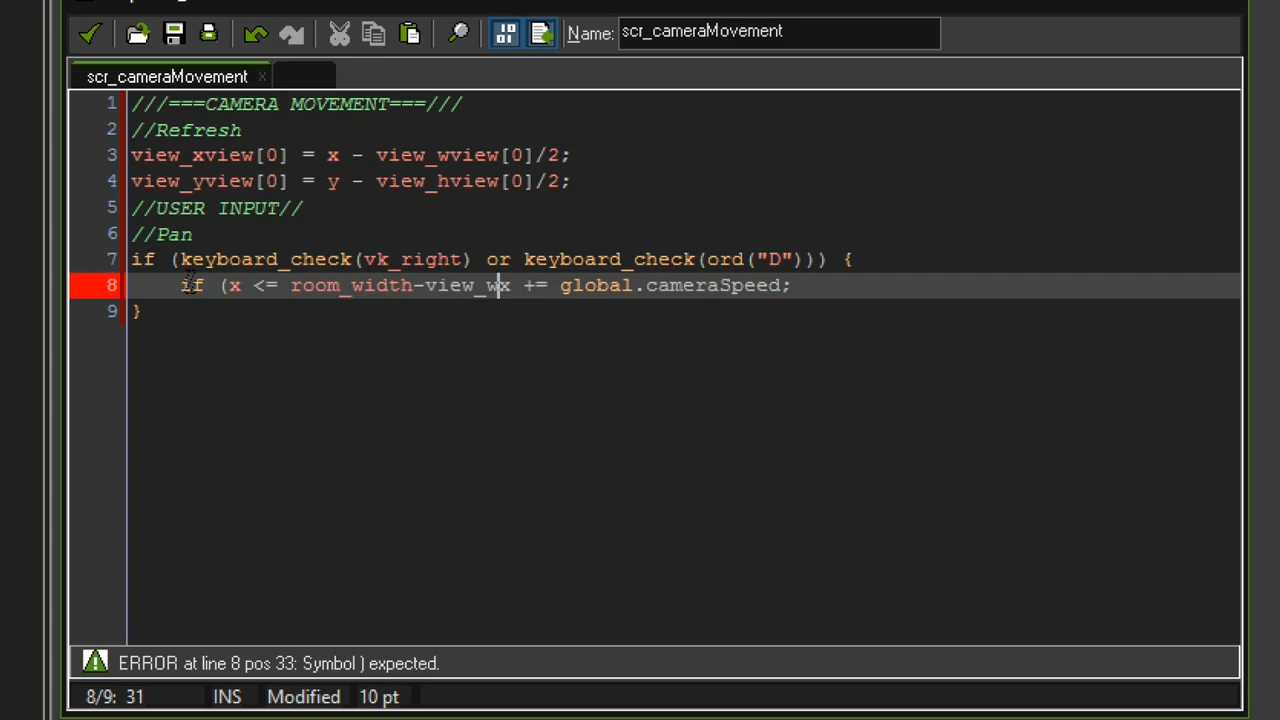 Name: scr_cameraMovement
scr_cameraMovement x
1 ///===CAMERA MOVEMENT===///
2 //Refresh
3 view_xview[0] = x - view_wview[0]/2;
4 view_yview[0] = y - view_hview[0]/2;
5 //USER INPUT//
6 //Pan
7 if (keyboard_check(vk_right) or keyboard_check(ord("D"))) {
8 if (x <= room_width-view_wx += global.cameraSpeed;
9 }
ERROR at line 8 pos 33: Symbol ) expected.
8/9: 31 INS Modified 10 pt